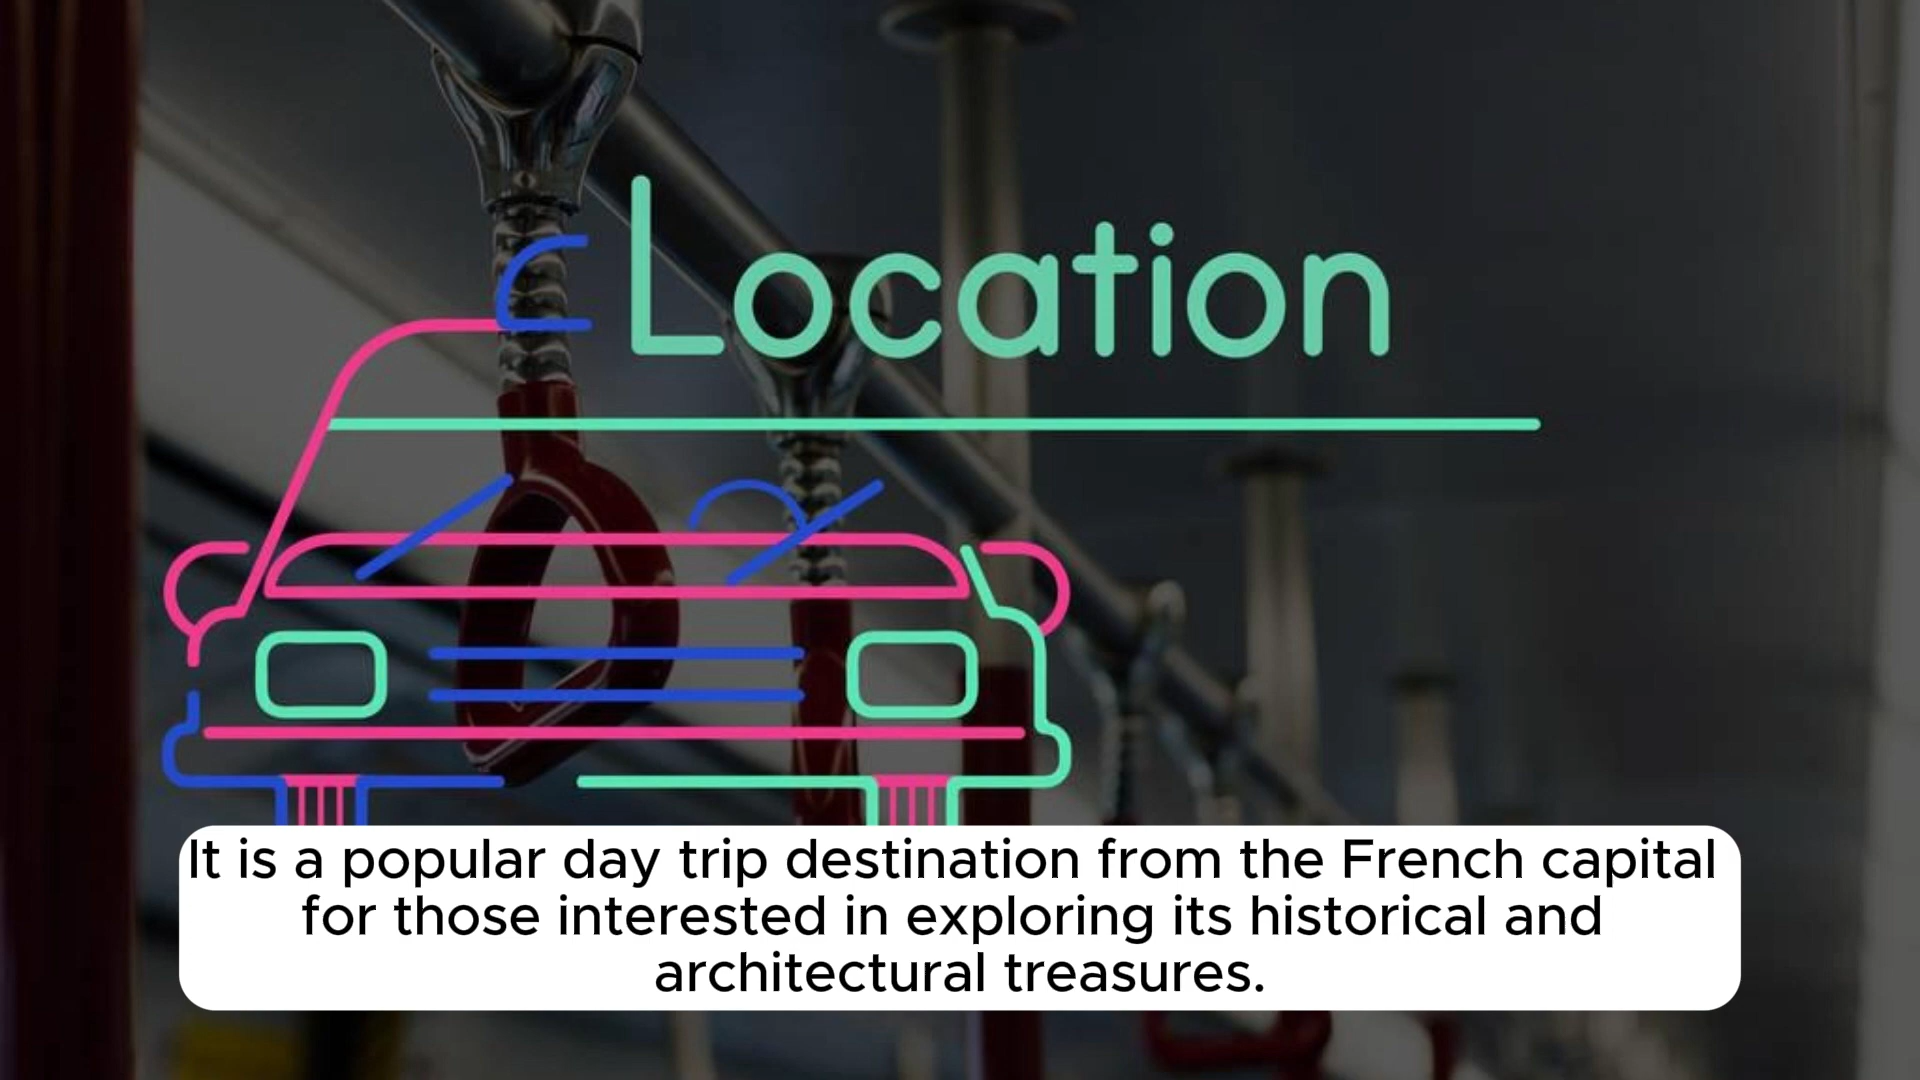 Location
It is a popular day trip destination from the French capital
for those interested in exploring its historical and
architectural treasures.